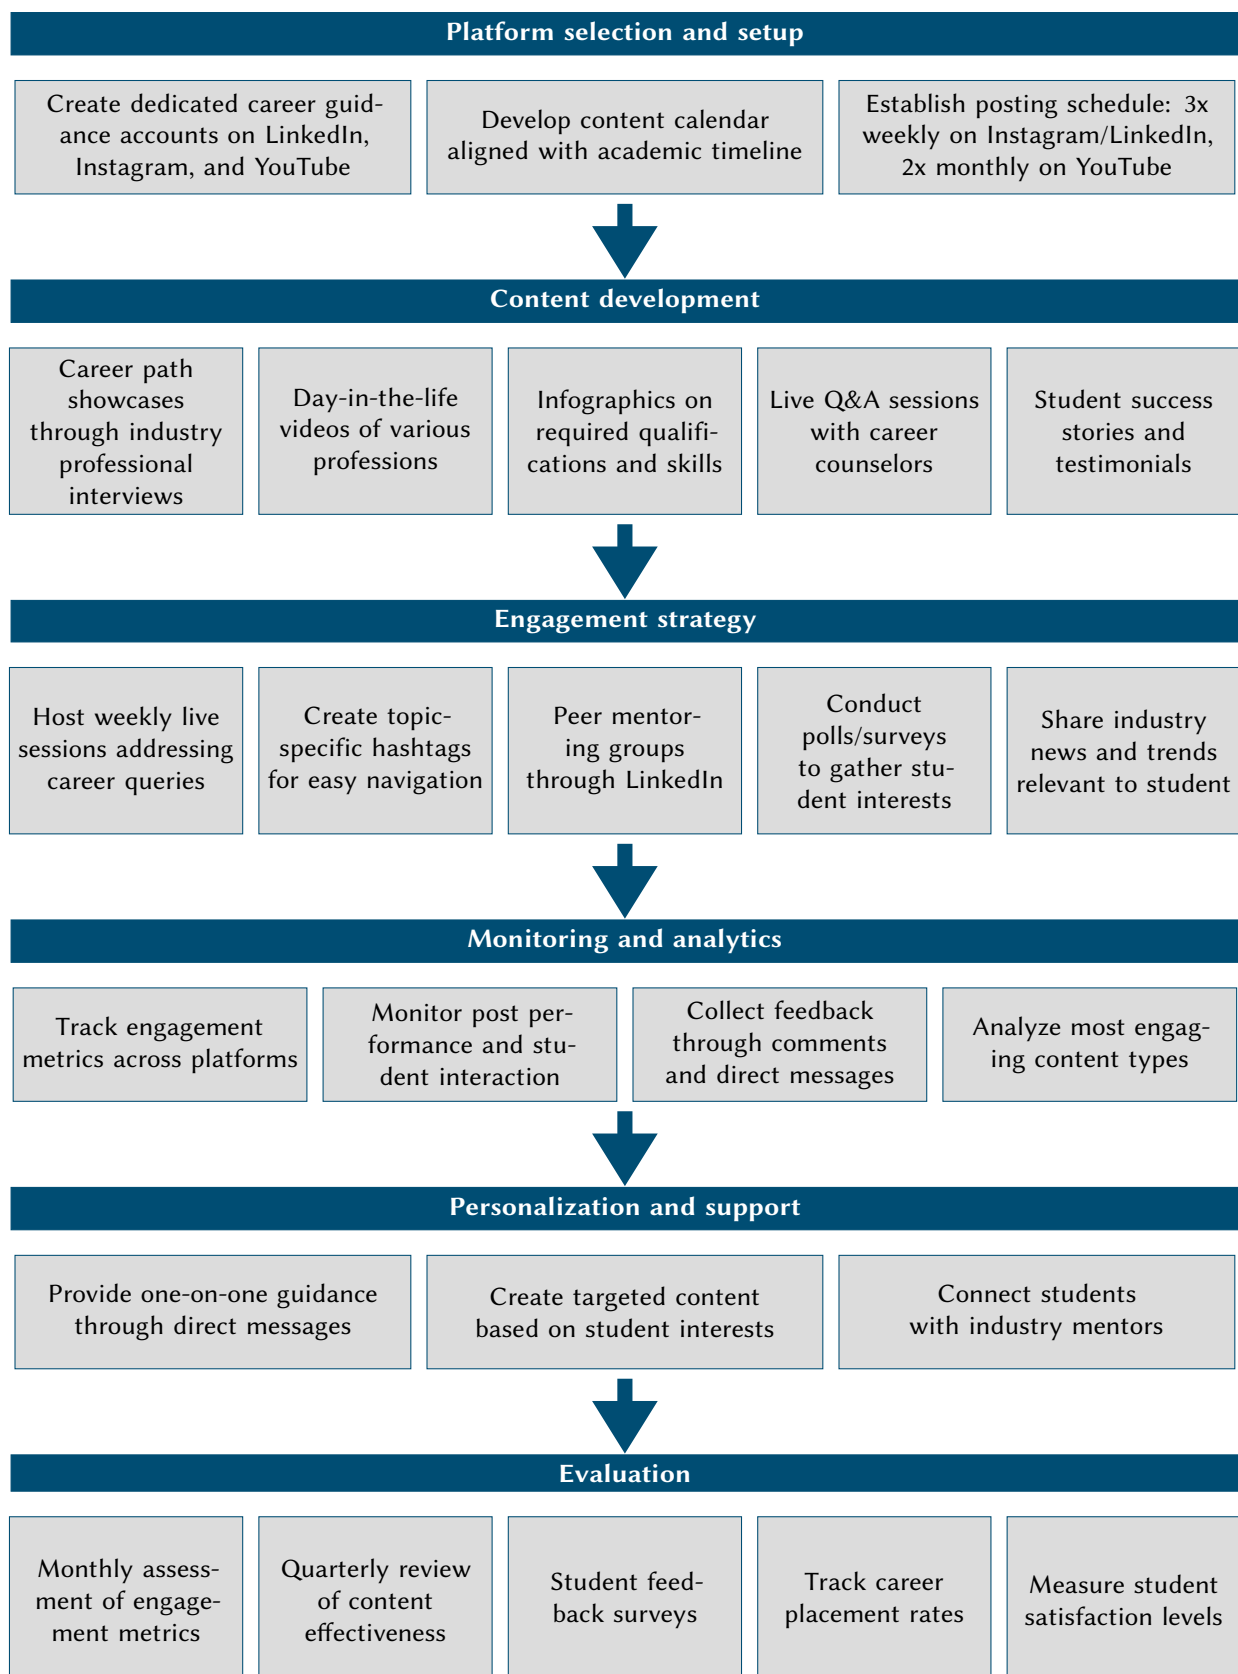 Platform selection and setup
Create dedicated career gui-
dance accounts on LinkedIn,
Instagram, and YouTube
Develop content calendar
aligned with academic timeline
Establish posting schedule: 3x
weekly on Instagram/LinkedIn,
2x monthly on YouTube
Content development
Career path
showcases
through industry
professional
interviews
Day-in-the-life
videos of various
professions
Infographics on
required qualifi-
cations and skills
Live Q&A sessions
with career
counselors
Student success
stories and
testimonials
Engagement strategy
Host weekly live
sessions addressing
career queries
Create topic-
specific hashtags
for easy navigation
Peer mentor-
ing groups
through LinkedIn
Conduct
polls/surveys
to gather stu-
dent interests
Share industry
news and trends
relevant to student
Monitoring and analytics
Track engagement
metrics across platforms
Monitor post per-
formance and stu-
dent interaction
Collect feedback
through comments
and direct messages
Analyze most engag-
ing content types
Personalization and support
Provide one-on-one guidance
through direct messages
Create targeted content
based on student interests
Connect students
with industry mentors
Evaluation
Monthly assess-
ment of engage-
ment metrics
Quarterly review
of content
effectiveness
Student feed-
back surveys
Track career
placement rates
Measure student
satisfaction levels